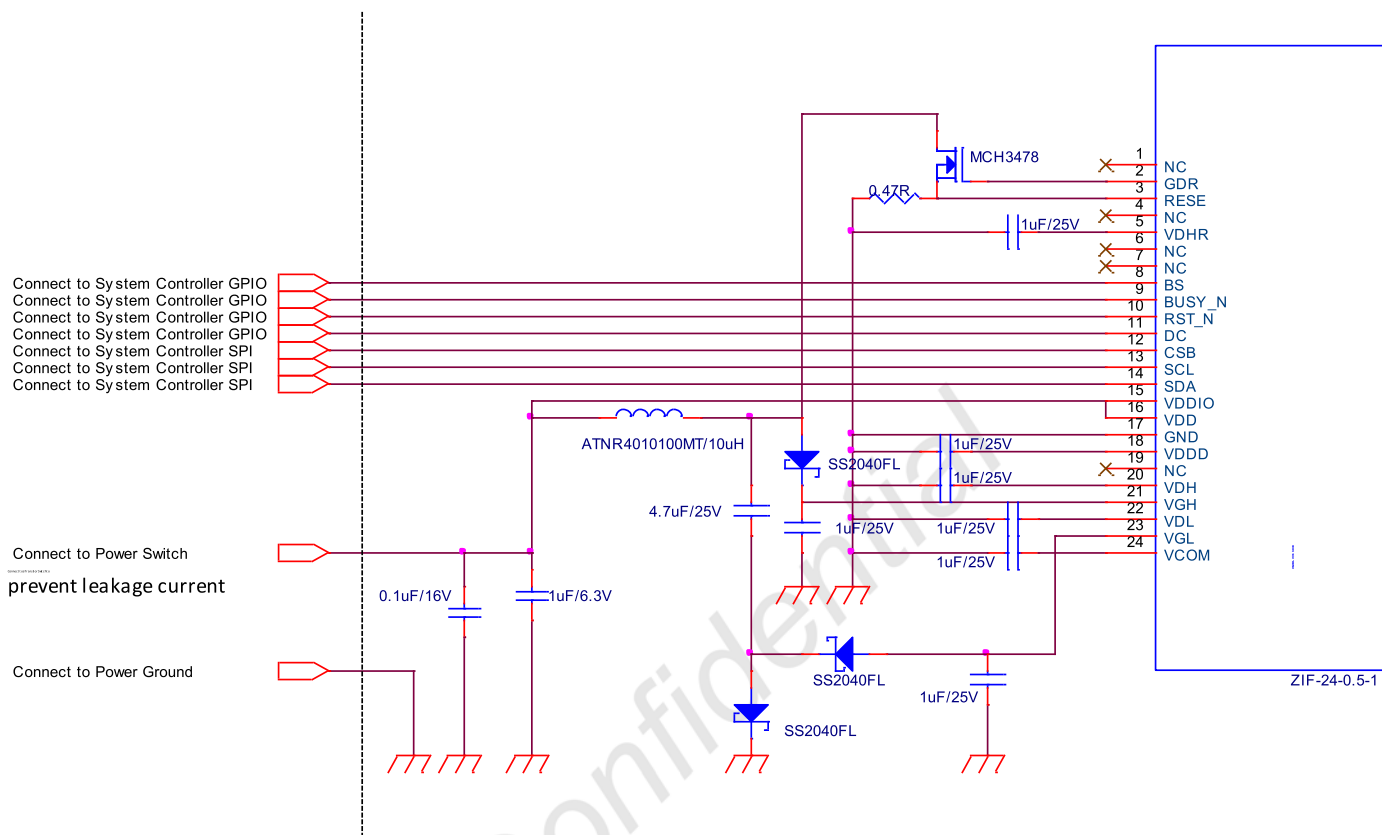 1
NC
MCH3478
2
GDR
3
0.47R
RESE
4
NC
5
1uF/25V
VDHR
6
NC
7
NC
8
Connect to System Controller GPIO
BS
9
Connect to System Controller GPIO
BUSY_N
10
Connect to System Controller GPIO
RST_N
11
Connect to System Controller GPIO
DC
12
Connect to System Controller SPI
CSB
13
Connect to System Controller SPI
SCL
14
Connect to System Controller SPI
SDA
15
VDDIO
16
VDD
17
ATNR4010100MT/10uH
1uF/25V
GND
18
VDDD
19
SS2040FL
NC
20
1uF/25V
VDH
21
VGH
22
4.7uF/25V
VDL
23
1uF/25V
1uF/25V
VGL
24
Connect to Power Switch
VCOM
1uF/25V
prevent leakage current
0.1uF/16V
1uF/6.3V
Connect to Power Ground
SS2040FL
ZIF-24-0.5-1
1uF/25V
SS2040FL
onfidential